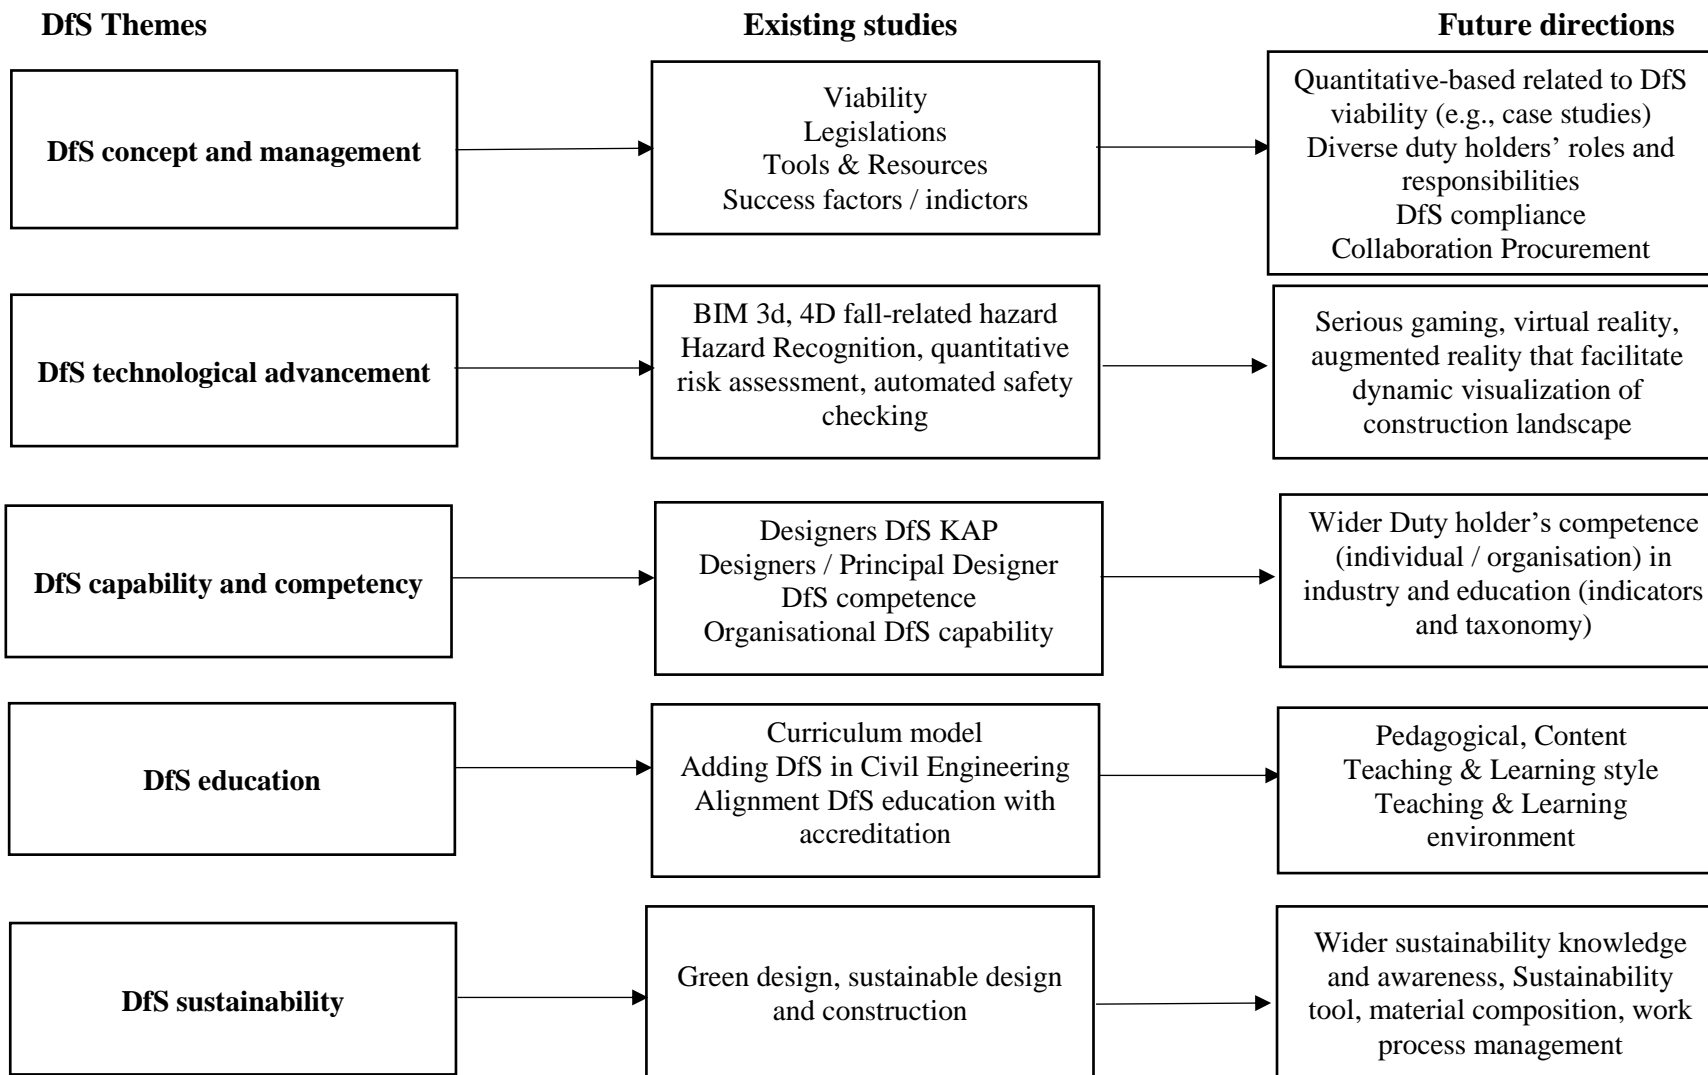 DfS Themes
Existing studies
Future directions
DfS concept and management
Viability
Legislations
Tools & Resources
Success factors / indictors
Quantitative-based related to DfS
viability (e.g., case studies)
Diverse duty holders’ roles and
responsibilities
DfS compliance
Collaboration Procurement
DfS technological advancement
BIM 3d, 4D fall-related hazard
Hazard Recognition, quantitative
risk assessment, automated safety
checking
Serious gaming, virtual reality,
augmented reality that facilitate
dynamic visualization of
construction landscape
DfS capability and competency
Designers DfS KAP
Designers / Principal Designer
DfS competence
Organisational DfS capability
Wider Duty holder’s competence
(individual / organisation) in
industry and education (indicators
and taxonomy)
DfS education
Curriculum model
Adding DfS in Civil Engineering
Alignment DfS education with
accreditation
Pedagogical, Content
Teaching & Learning style
Teaching & Learning
environment
DfS sustainability
Green design, sustainable design
and construction
Wider sustainability knowledge
and awareness, Sustainability
tool, material composition, work
process management